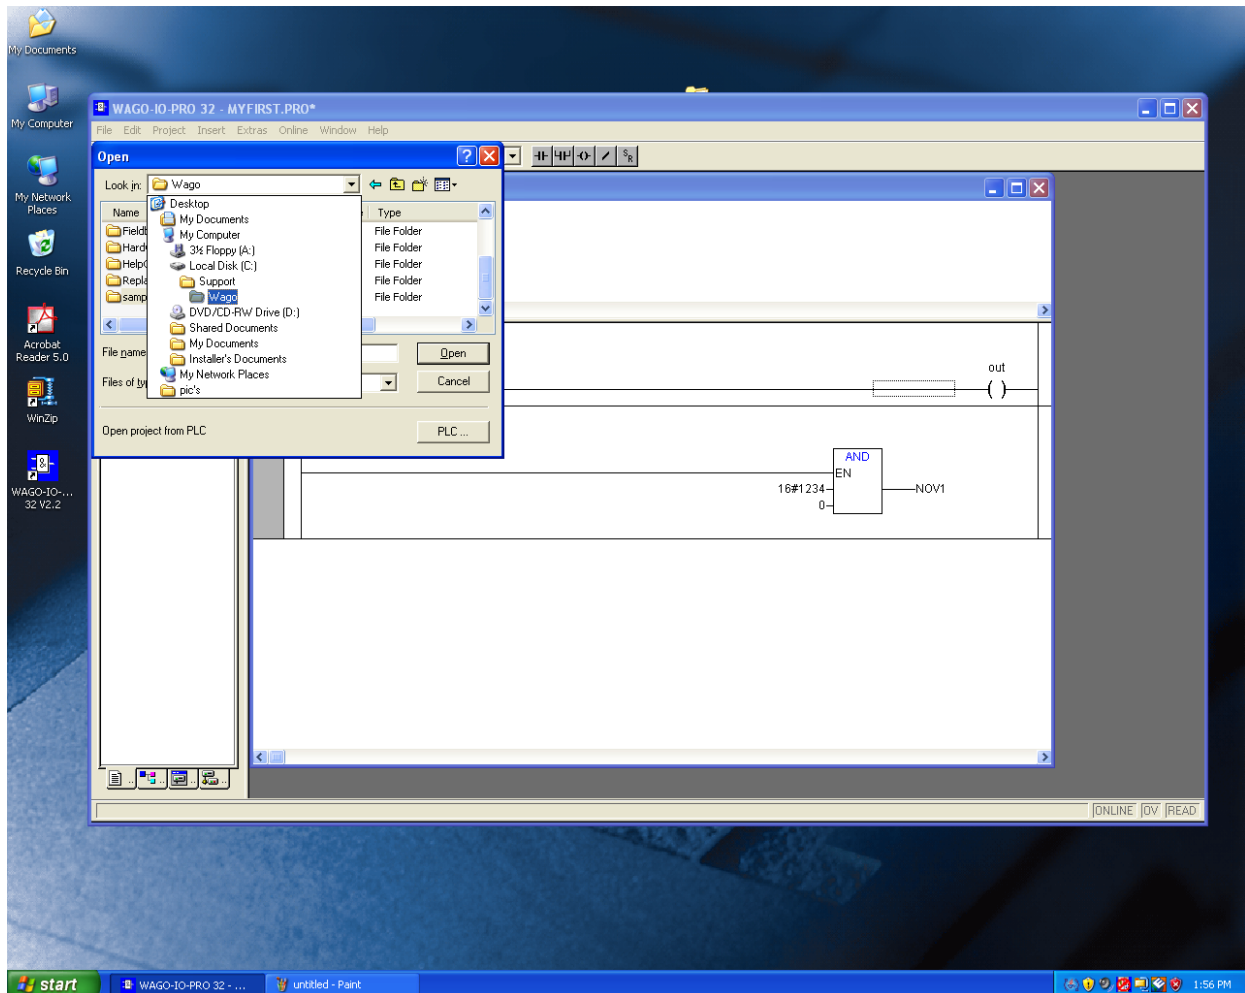 My Documents
My Computer
My Network
Places
Recycle Bin
Acrobat
Reader 5.0
WinZip
WAGO-IO-...
32 V2.2
WAGO-IO-PRO 32 - MYFIRST.PRO*
File Edit Project Insert Extras Online Window Help
Open
Look in: Wago
Name Type
Desktop
My Documents
My Computer
3½ Floppy (A:)
Local Disk (C:)
Support
Wago
DVD/CD-RW Drive (D:)
Shared Documents
My Documents
Installer's Documents
My Network Places
pic's
File Folder
File Folder
File Folder
File Folder
File Folder
File name
Open
Files of ty
Cancel
Open project from PLC
PLC ...
S
R
out
AND
EN
16#1234
0
NOV1
ONLINE OV READ
start
WAGO-IO-PRO 32 - ...
untitled - Paint
1:56 PM